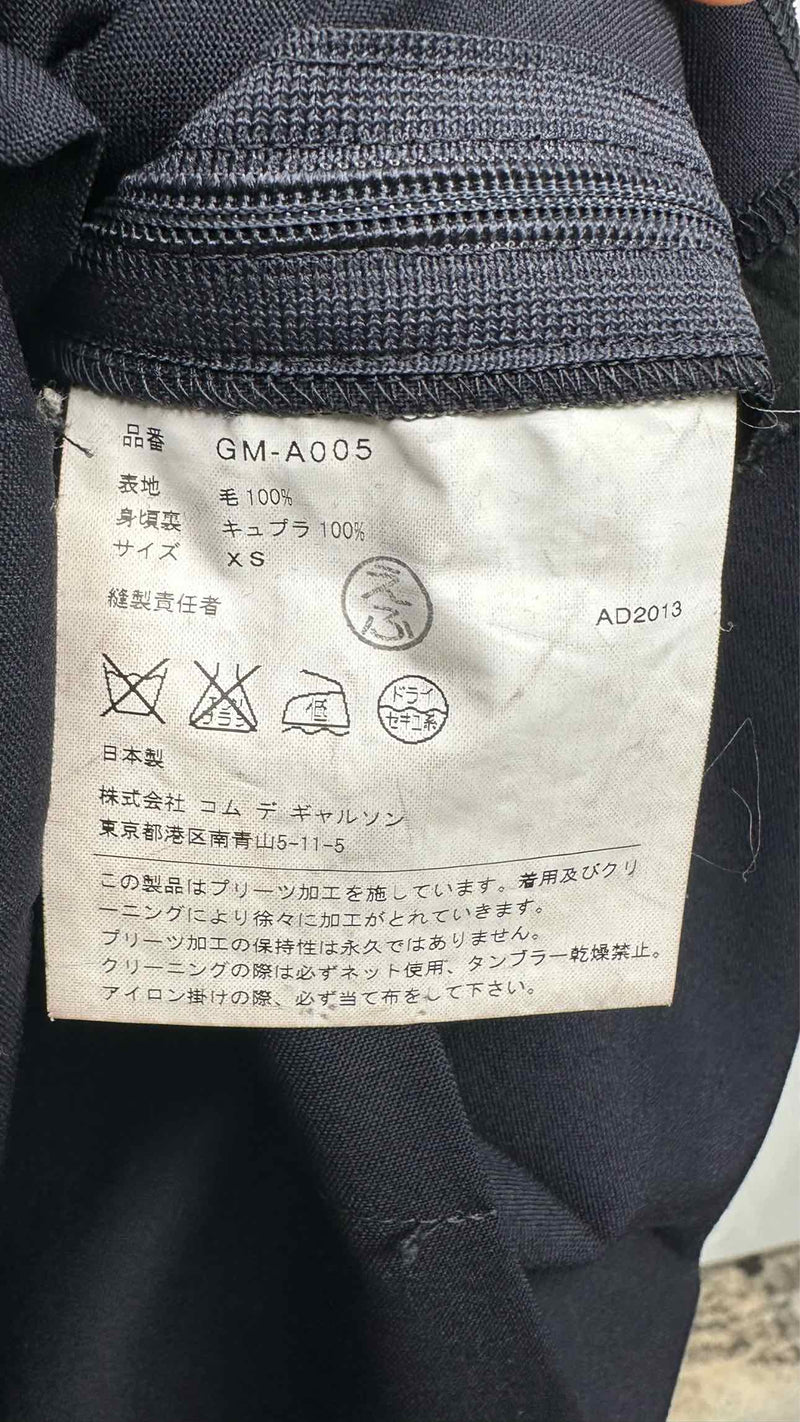 品番 GM-A005
表地 毛 100%
身頃裏 キュプラ 100%
サイズ XS
縫製責任者
えふ
AD2013
エンソ
サラシ
低
ドライ
セキユ系
日本製
株式会社 コム デ ギャルソン
東京都港区南青山5-11-5
この製品はプリーツ加工を施しています。着用及びクリ
ーニングにより徐々に加工がとれていきます。
プリーツ加工の保持性は永久ではありません。
クリーニングの際は必ずネット使用、タンブラー乾燥禁止。
アイロン掛けの際、必ず当て布をして下さい。